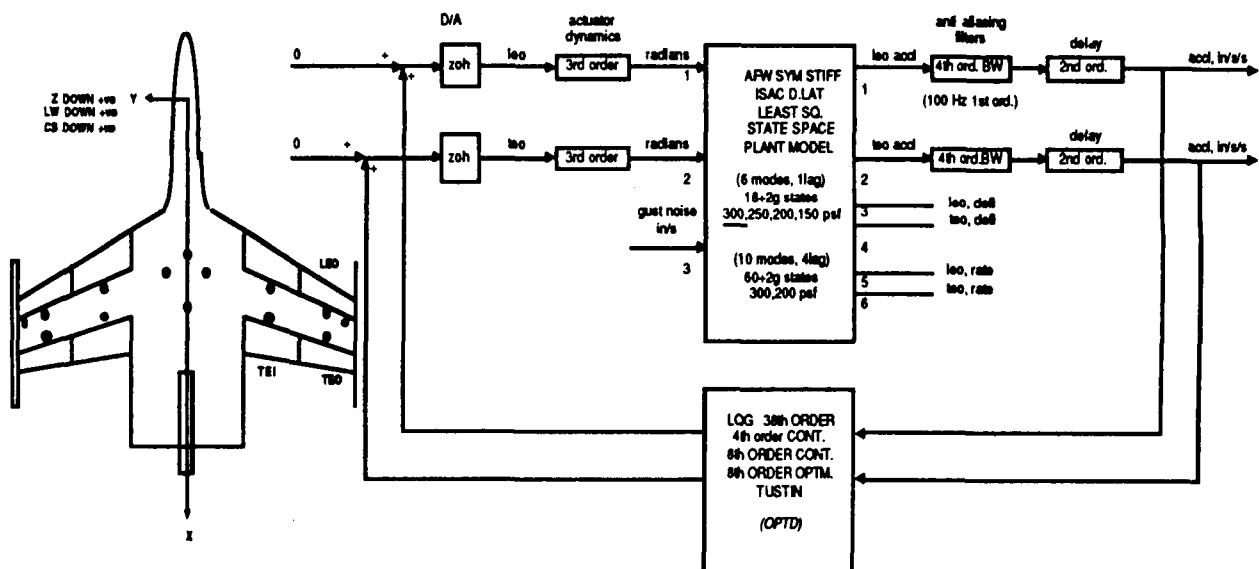 D/A
actuator
dynamics
anti aliasing
filters
delay
0
+
zoh
leo
3rd order
radians
1
AFW SYM STIFF
ISAC D.LAT
LEAST SQ.
STATE SPACE
PLANT MODEL
(6 modes, 1lag)
18+2g states
300,250,200,150 psf
(10 modes, 4lag)
60+2g states
300,200 psf
leo accl
1
4th ord. BW
(100 Hz 1st ord.)
2nd ord.
accl, in/s/s
+
Y
Z DOWN +ve
LW DOWN +ve
CS DOWN +ve
0
+
+
zoh
teo
3rd order
radians
2
teo accl
2
4th ord.BW
delay
2nd ord.
accl, in/s/s
gust noise
in/s
3
3
leo, defl
teo, defl
4
leo, rate
5
teo, rate
6
LEO
TEI
TEO
X
LQG 38th ORDER
4th order CONT.
8th ORDER CONT.
8th ORDER OPTM.
TUSTIN
(OPTD)